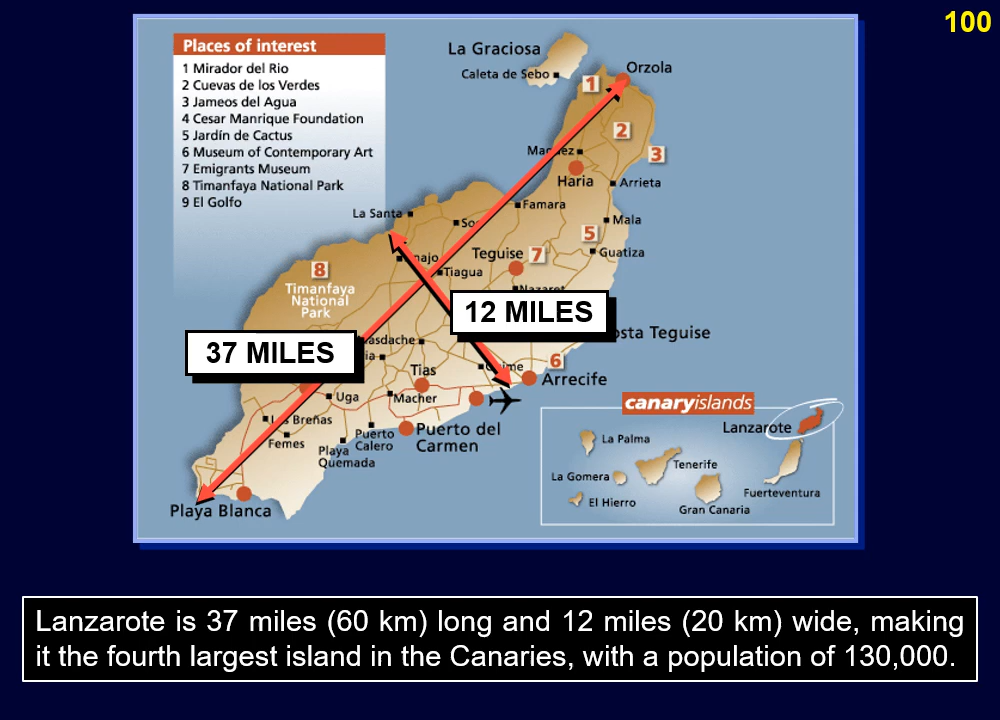 100
Places of interest
1 Mirador del Rio
2 Cuevas de los Verdes
3 Jameos del Agua
4 Cesar Manrique Foundation
5 Jardín de Cactus
6 Museum of Contemporary Art
7 Emigrants Museum
8 Timanfaya National Park
9 El Golfo
La Graciosa
Caleta de Sebo
Orzola
1
2
3
Haria
Arrieta
Famara
La Santa
Mala
5
Guatiza
Teguise
7
Tiagua
8
Timanfaya
National
Park
12 MILES
37 MILES
Teguise
6
Arrecife
Tias
Uga
Macher
Breñas
Femes
Puerto
Calero
Playa
Quemada
Puerto del
Carmen
Playa Blanca
canaryislands
Lanzarote
La Palma
Tenerife
La Gomera
El Hierro
Gran Canaria
Fuerteventura
Lanzarote is 37 miles (60 km) long and 12 miles (20 km) wide, making
it the fourth largest island in the Canaries, with a population of 130,000.